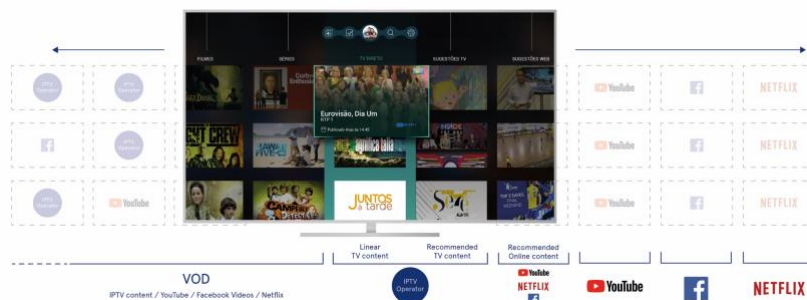 FILMES
SÉRIES
TV DIRETO
SUGESTÕES TV
SUGESTÕES WEB
IPTV
Operator
IPTV
Operator
YouTube
NETFLIX
Eurovisão, Dia Um
RTP 1
IPTV
Operator
YouTube
NETFLIX
IPTV
Operator
YouTube
JUNTOS
à tarde
YouTube
NETFLIX
Linear
TV content
Recommended
TV content
Recommended
Online content
VOD
IPTV content / YouTube / Facebook Videos / Netflix
IPTV
Operator
YouTube
NETFLIX
YouTube
NETFLIX